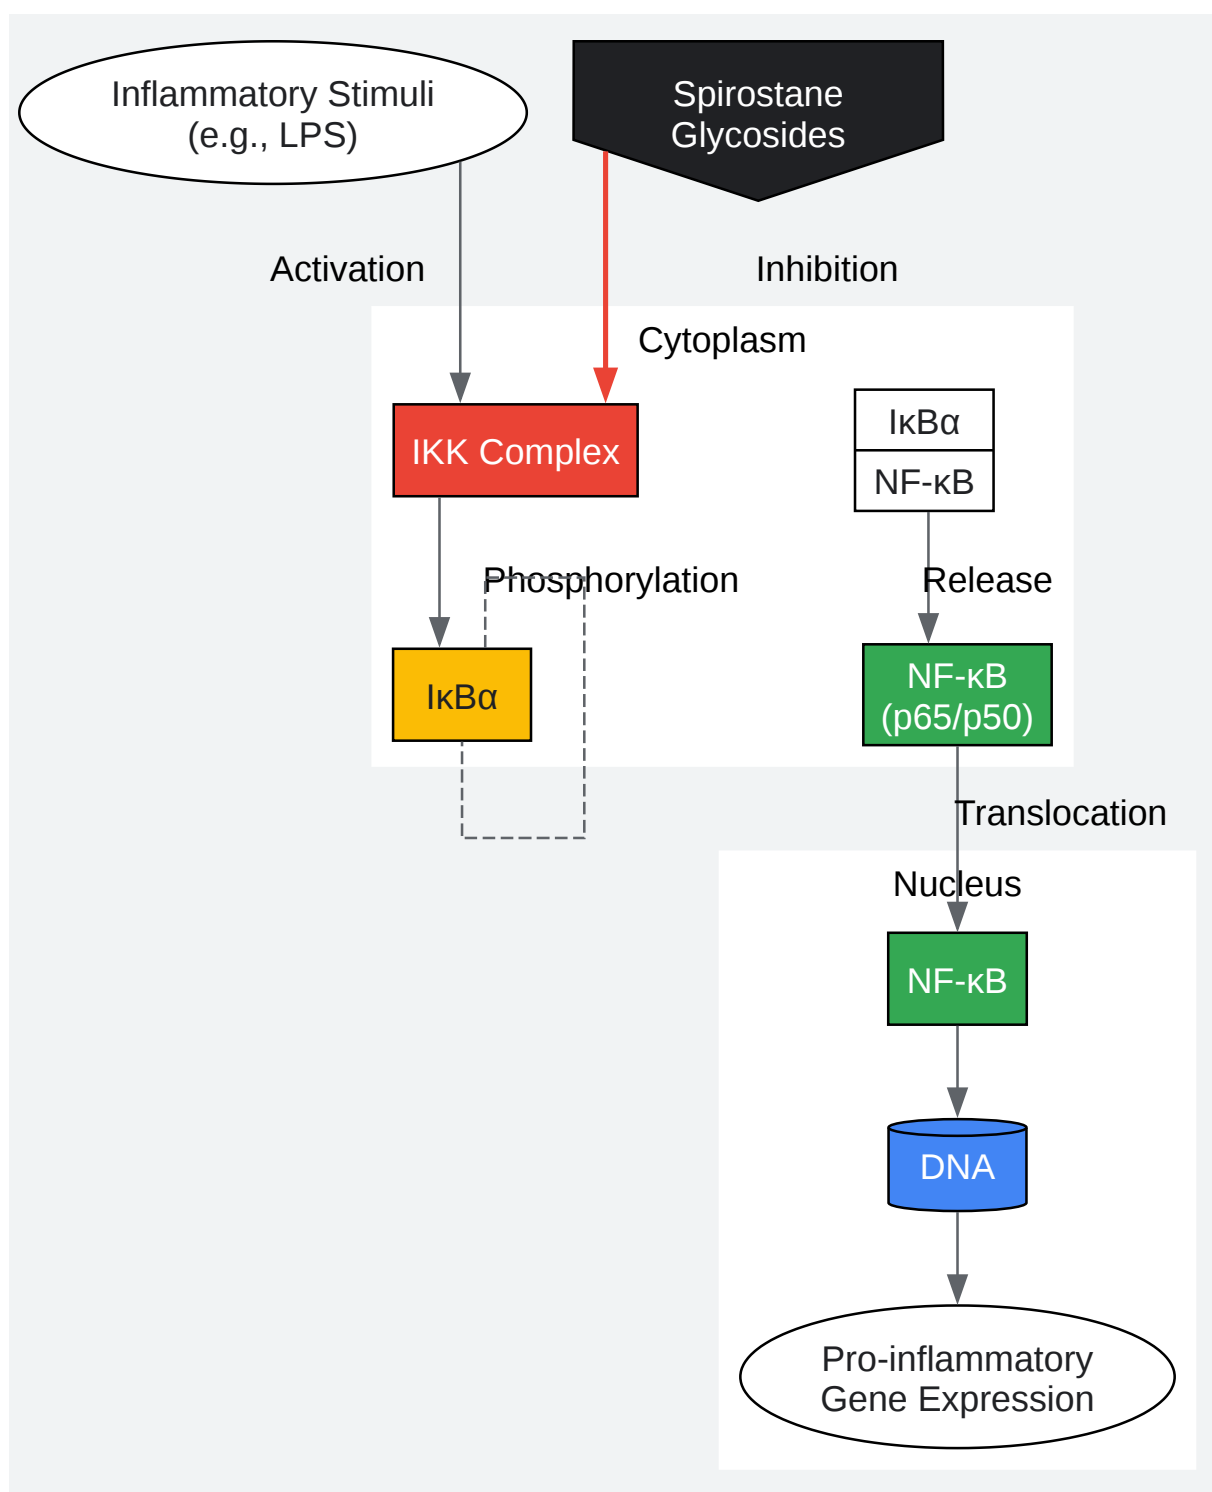 Inflammatory Stimuli
(e.g., LPS)
Spirostane
Glycosides
Activation
Inhibition
Cytoplasm
IKK Complex
IκBα
NF-κB
Phosphorylation
Release
IκBα
NF-κB
(p65/p50)
Translocation
Nucleus
NF-κB
DNA
Pro-inflammatory
Gene Expression